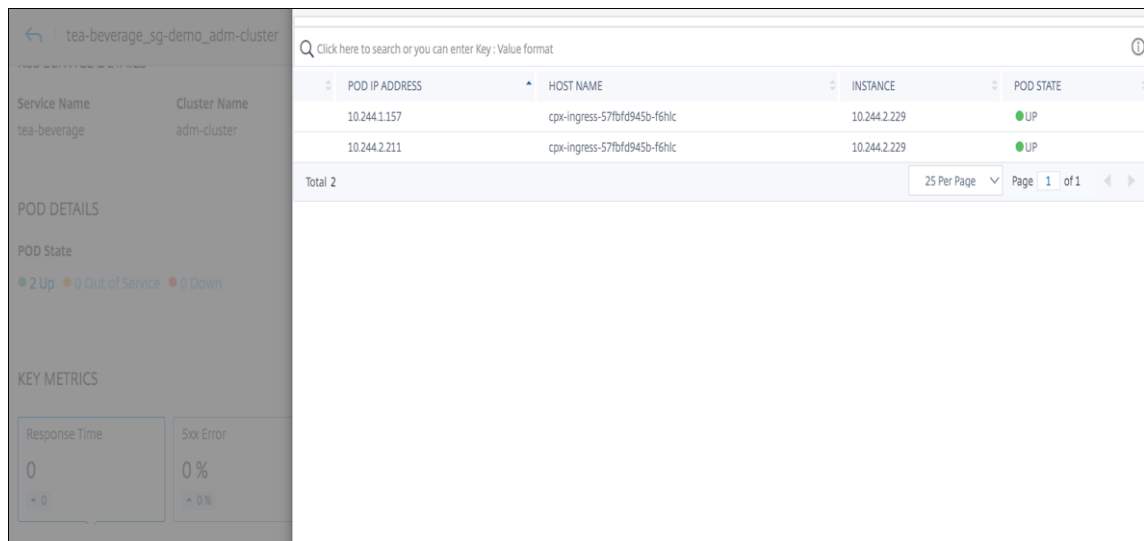 tea-beverage_sg-demo_adm-cluster
K8S SERVICE DETAILS
Service Name Cluster Name
tea-beverage adm-cluster
POD DETAILS
POD State
2 Up 0 Out of Service 0 Down
KEY METRICS
Response Time 5xx Error
0 0 %
0 0 %
Click here to search or you can enter Key : Value format
POD IP ADDRESS HOST NAME INSTANCE POD STATE
10.244.1.157 cpx-ingress-57fbfd945b-f6hlc 10.244.2.229 UP
10.244.2.211 cpx-ingress-57fbfd945b-f6hlc 10.244.2.229 UP
Total 2 25 Per Page Page 1 of 1